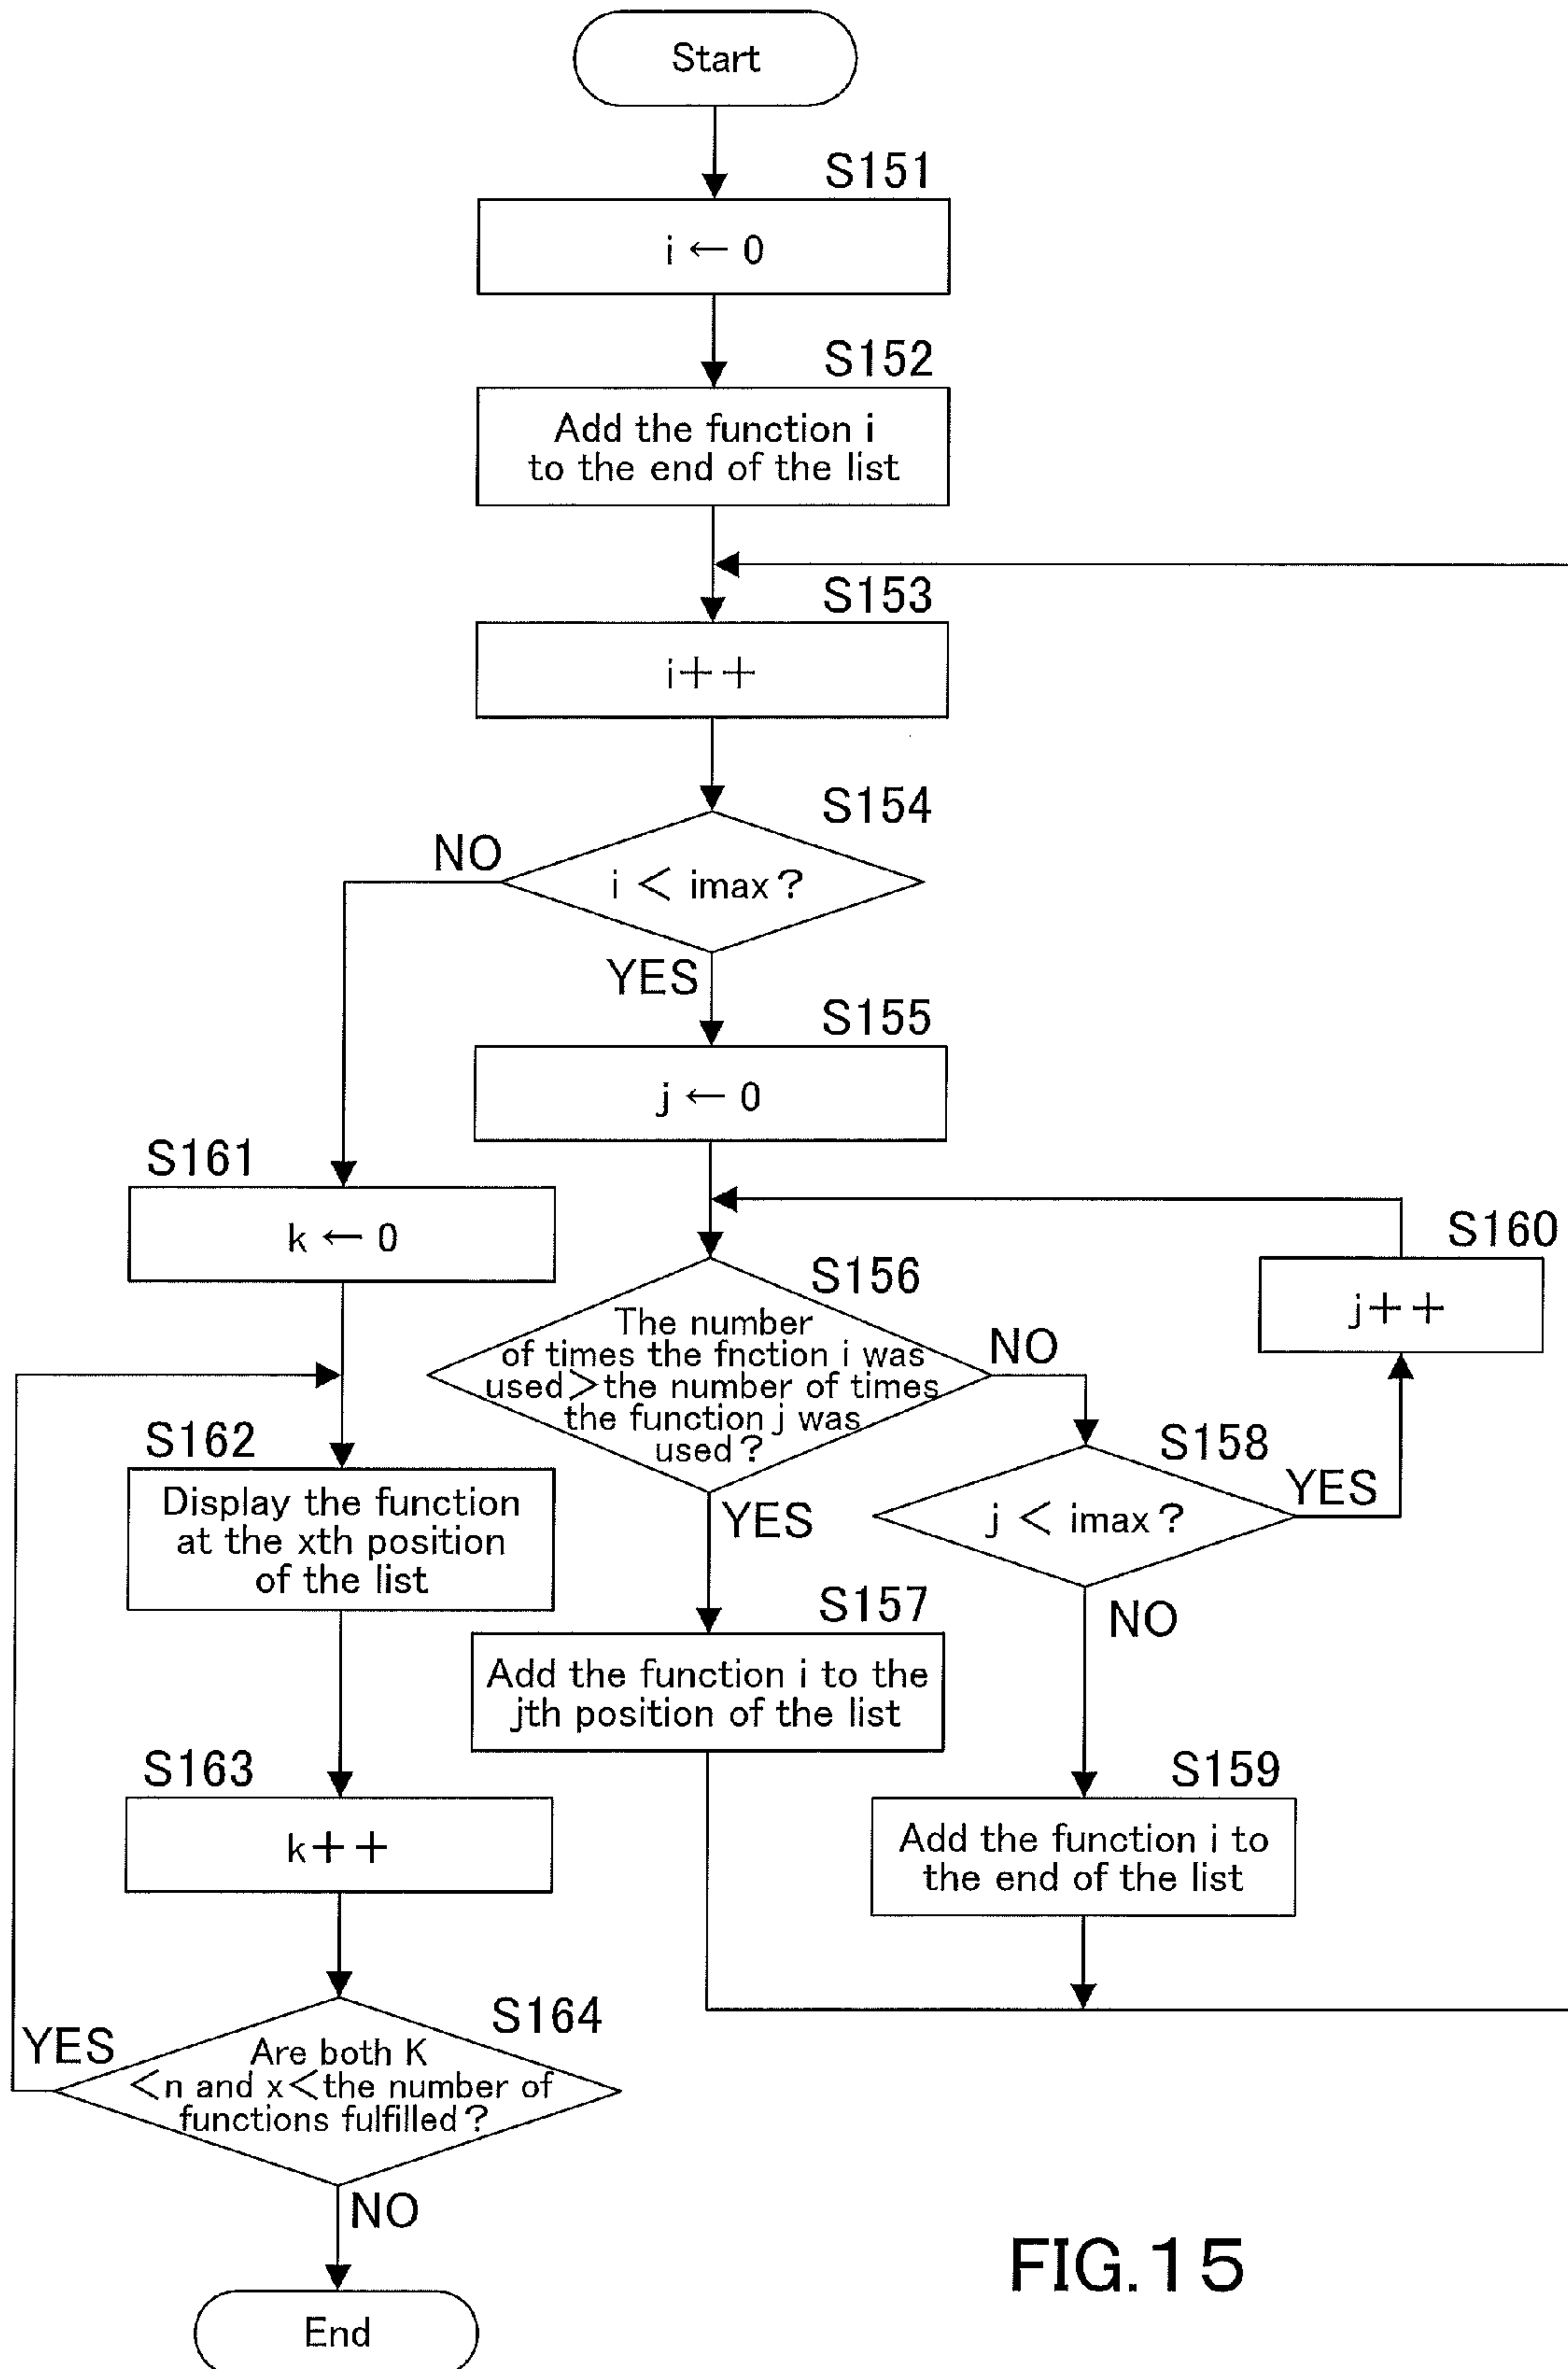 Start
S151
i ← 0
S152
Add the function i
to the end of the list
S153
i++
S154
NO
i < imax?
YES
S155
j ← 0
S161
k ← 0
S160
j++
S156
The number
of times the fnction i was
used>the number of times
the function j was
used?
NO
YES
S158
j < imax?
YES
NO
S162
Display the function
at the xth position
of the list
S157
Add the function i to the
jth position of the list
S163
k++
S159
Add the function i to
the end of the list
S164
YES
Are both K
<n and x<the number of
functions fulfilled?
NO
End
FIG.15